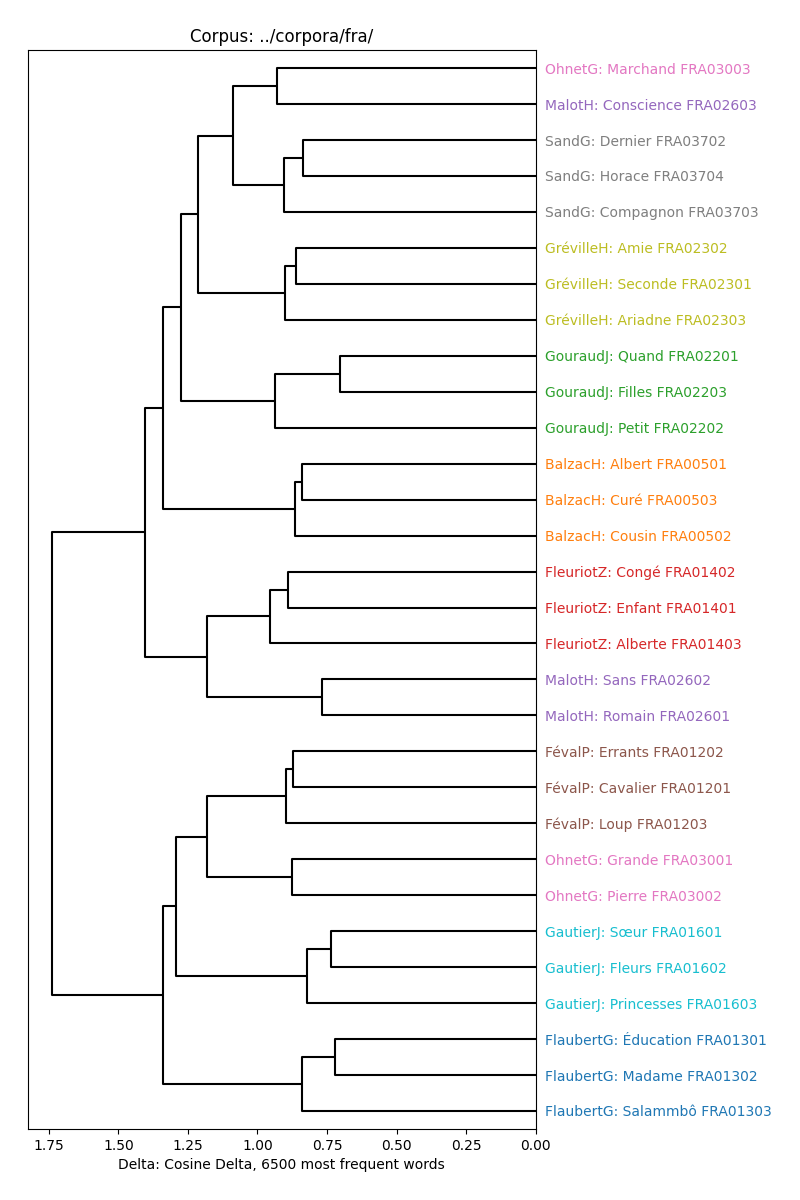 Corpus: ../corpora/fra/
OhnetG: Marchand FRA03003
MalotH: Conscience FRA02603
SandG: Dernier FRA03702
SandG: Horace FRA03704
SandG: Compagnon FRA03703
GrévilleH: Amie FRA02302
GrévilleH: Seconde FRA02301
GrévilleH: Ariadne FRA02303
GouraudJ: Quand FRA02201
GouraudJ: Filles FRA02203
GouraudJ: Petit FRA02202
BalzacH: Albert FRA00501
BalzacH: Curé FRA00503
BalzacH: Cousin FRA00502
FleuriotZ: Congé FRA01402
FleuriotZ: Enfant FRA01401
FleuriotZ: Alberte FRA01403
MalotH: Sans FRA02602
MalotH: Romain FRA02601
FévalP: Errants FRA01202
FévalP: Cavalier FRA01201
FévalP: Loup FRA01203
OhnetG: Grande FRA03001
OhnetG: Pierre FRA03002
GautierJ: Sœur FRA01601
GautierJ: Fleurs FRA01602
GautierJ: Princesses FRA01603
FlaubertG: Éducation FRA01301
FlaubertG: Madame FRA01302
FlaubertG: Salammbô FRA01303
1.75 1.50 1.25 1.00 0.75 0.50 0.25 0.00
Delta: Cosine Delta, 6500 most frequent words